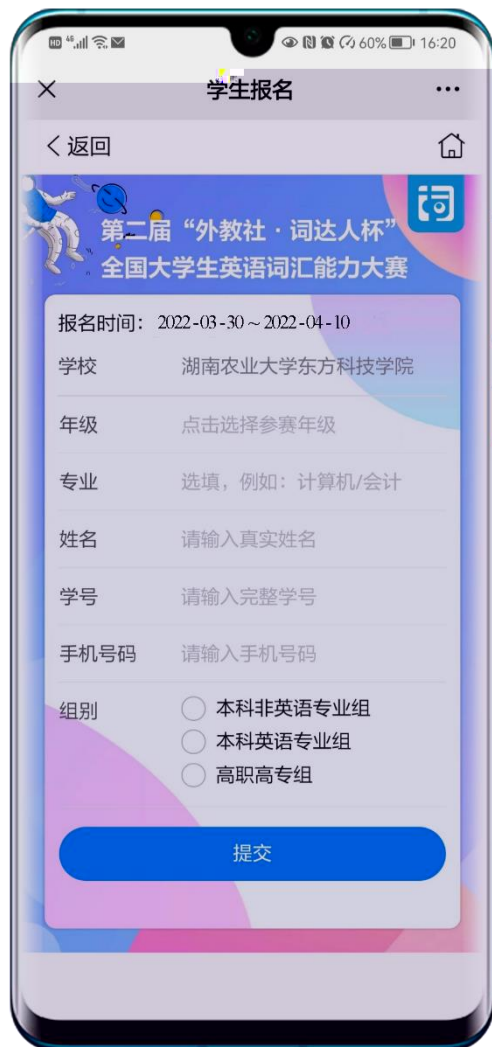 HD 46 60% 16:20
学生报名
返回
词
第二届“外教社·词达人杯”
全国大学生英语词汇能力大赛
报名时间： 2022-03-30～2022-04-10
学校 湖南农业大学东方科技学院
年级 点击选择参赛年级
专业 选填，例如：计算机/会计
姓名 请输入真实姓名
学号 请输入完整学号
手机号码 请输入手机号码
组别 本科非英语专业组
本科英语专业组
高职高专组
提交